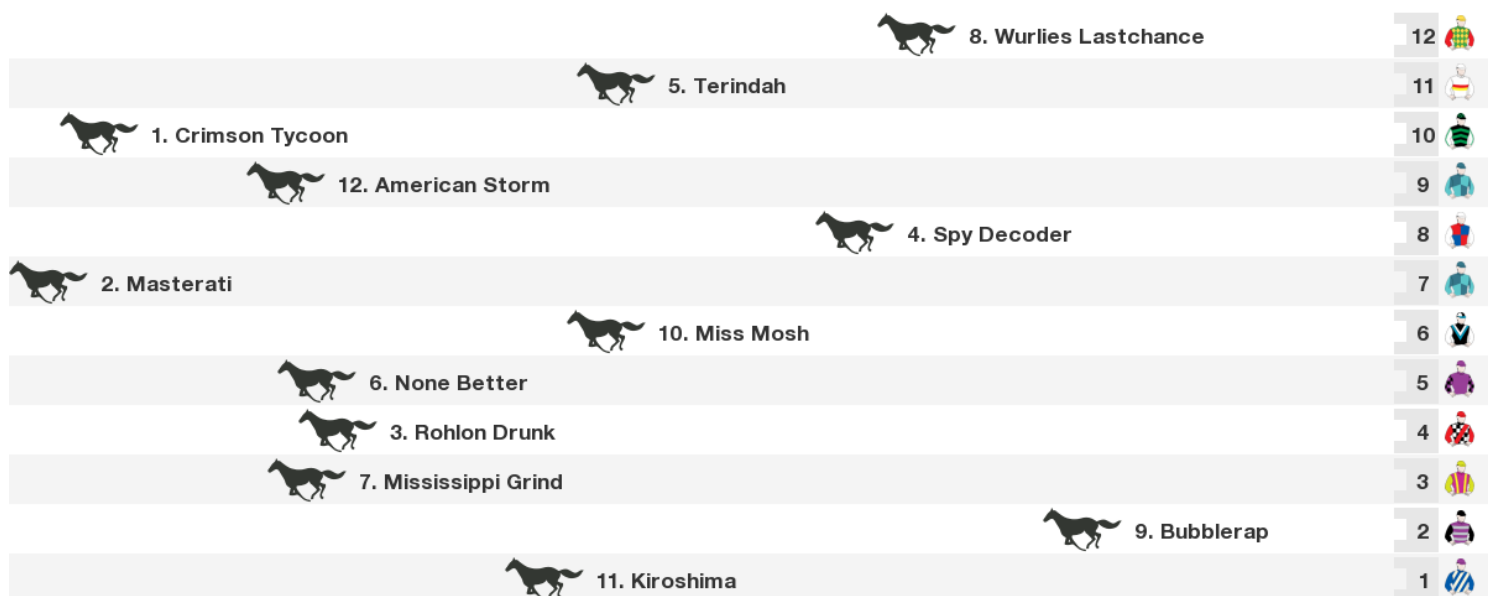 8. Wurlies Lastchance 12
5. Terindah 11
1. Crimson Tycoon 10
12. American Storm 9
4. Spy Decoder 8
2. Masterati 7
10. Miss Mosh 6
6. None Better 5
3. Rohlon Drunk 4
7. Mississippi Grind 3
9. Bubblerap 2
11. Kiroshima 1